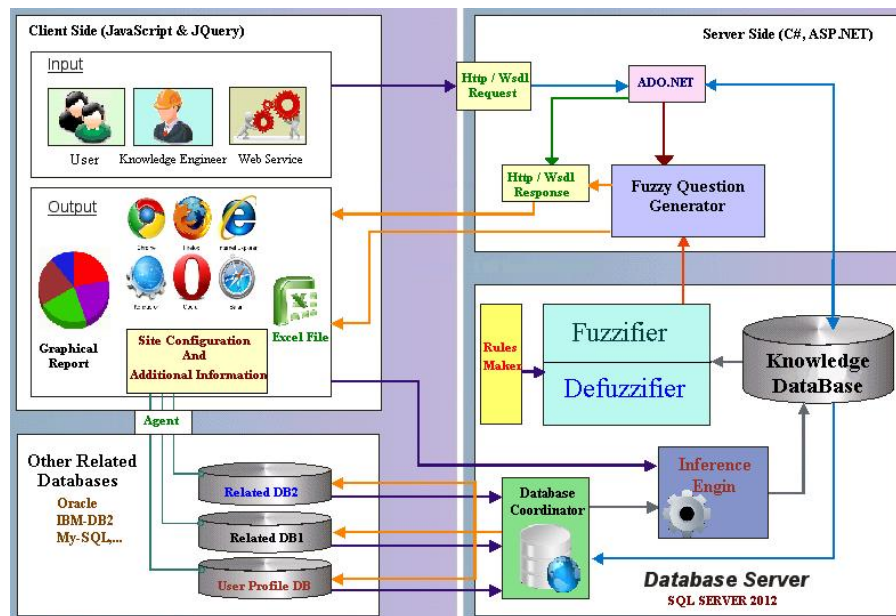 Client Side (JavaScript & JQuery)
Input
User
Knowledge Engineer
Web Service
Output
Graphical
Report
Excel File
Site Configuration
And
Additional Information
Agent
Other Related
Databases
Oracle
IBM-DB2
My-SQL,...
Related DB2
Related DB1
User Profile DB
Server Side (C#, ASP.NET)
Http / Wsdl
Request
ADO.NET
Http / Wsdl
Response
Fuzzy Question
Generator
Rules
Maker
Fuzzifier
Defuzzifier
Knowledge
DataBase
Inference
Engin
Database
Coordinator
Database Server
SQL SERVER 2012